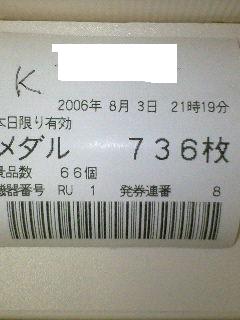 K
2006年 8月 3日 21時19分
本日限り有効
メダル 736枚
景品数 66個
機器番号 RU 1 発券連番 8